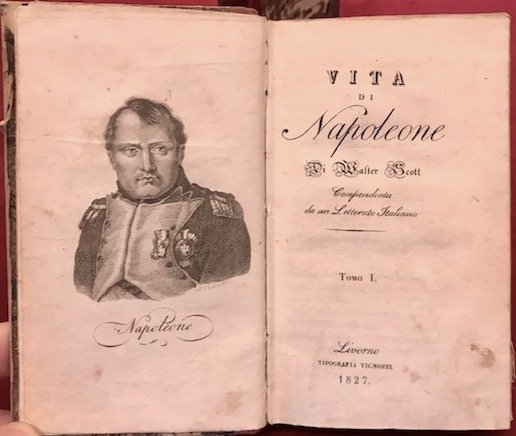 Napoleone
VITA
DI
Napoleone
Di Walter Scott
Compendiata
da un Letterato Italiano
TOMO I.
Livorno
TIPOGRAFIA VIGNOZZI
1827.